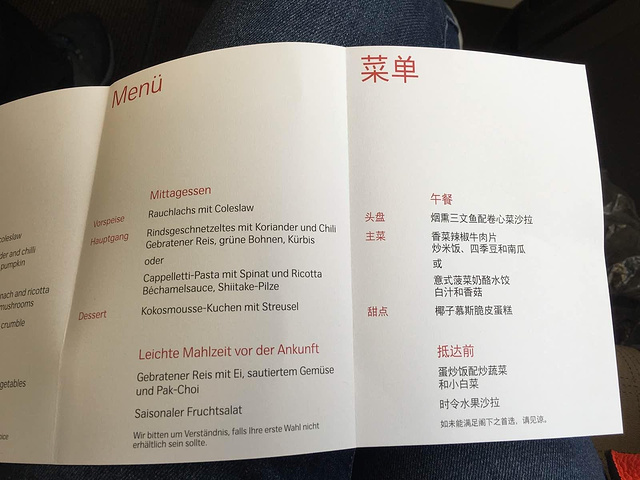 coleslaw
der and chilli
pumpkin
nach and ricotta
mushrooms
crumble
egetables
Menü
Mittagessen
Vorspeise
Rauchlachs mit Coleslaw
Hauptgang
Rindsgeschnetzeltes mit Koriander und Chili
Gebratener Reis, grüne Bohnen, Kürbis
oder
Cappelletti-Pasta mit Spinat und Ricotta
Béchamelsauce, Shiitake-Pilze
Dessert
Kokosmousse-Kuchen mit Streusel
Leichte Mahlzeit vor der Ankunft
Gebratener Reis mit Ei, sautiertem Gemüse
und Pak-Choi
Saisonaler Fruchtsalat
Wir bitten um Verständnis, falls Ihre erste Wahl nicht
erhältlich sein sollte.
菜单
午餐
头盘
烟熏三文鱼配卷心菜沙拉
主菜
香菜辣椒牛肉片
炒米饭、四季豆和南瓜
或
意式菠菜奶酪水饺
白汁和香菇
甜点
椰子慕斯脆皮蛋糕
抵达前
蛋炒饭配炒蔬菜
和小白菜
时令水果沙拉
如未能满足阁下之首选，请见谅。